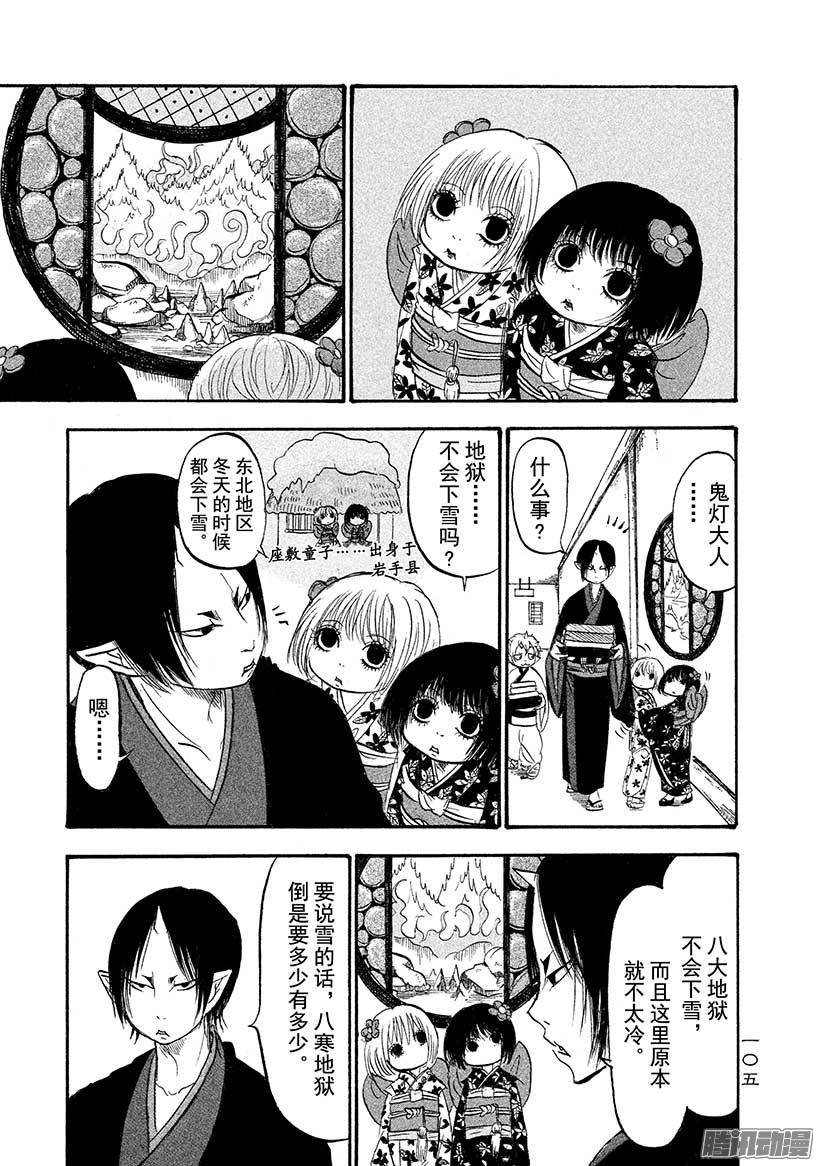 鬼灯大人
……
什么事？
地狱……
不会下雪吗？
东北地区
冬天的时候
都会下雪。
座敷童子……出身于
岩手县
嗯……
八大地狱
不会下雪，
而且这里原本
就不太冷。
要说雪的话，八寒地狱
倒是要多少有多少。
一〇五
腾讯动漫